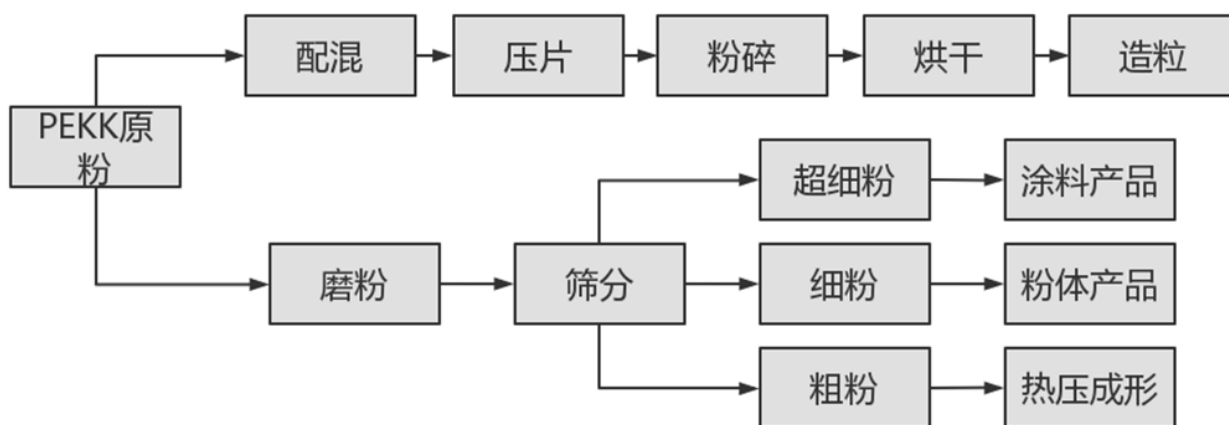 配混
压片
粉碎
烘干
造粒
PEKK原
粉
超细粉
涂料产品
磨粉
筛分
细粉
粉体产品
粗粉
热压成形